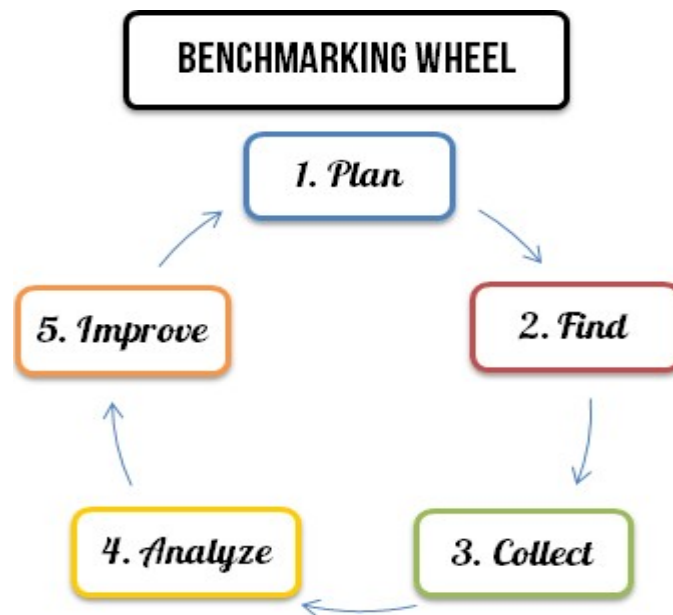 BENCHMARKING WHEEL
1. Plan
2. Find
3. Collect
4. Analyze
5. Improve